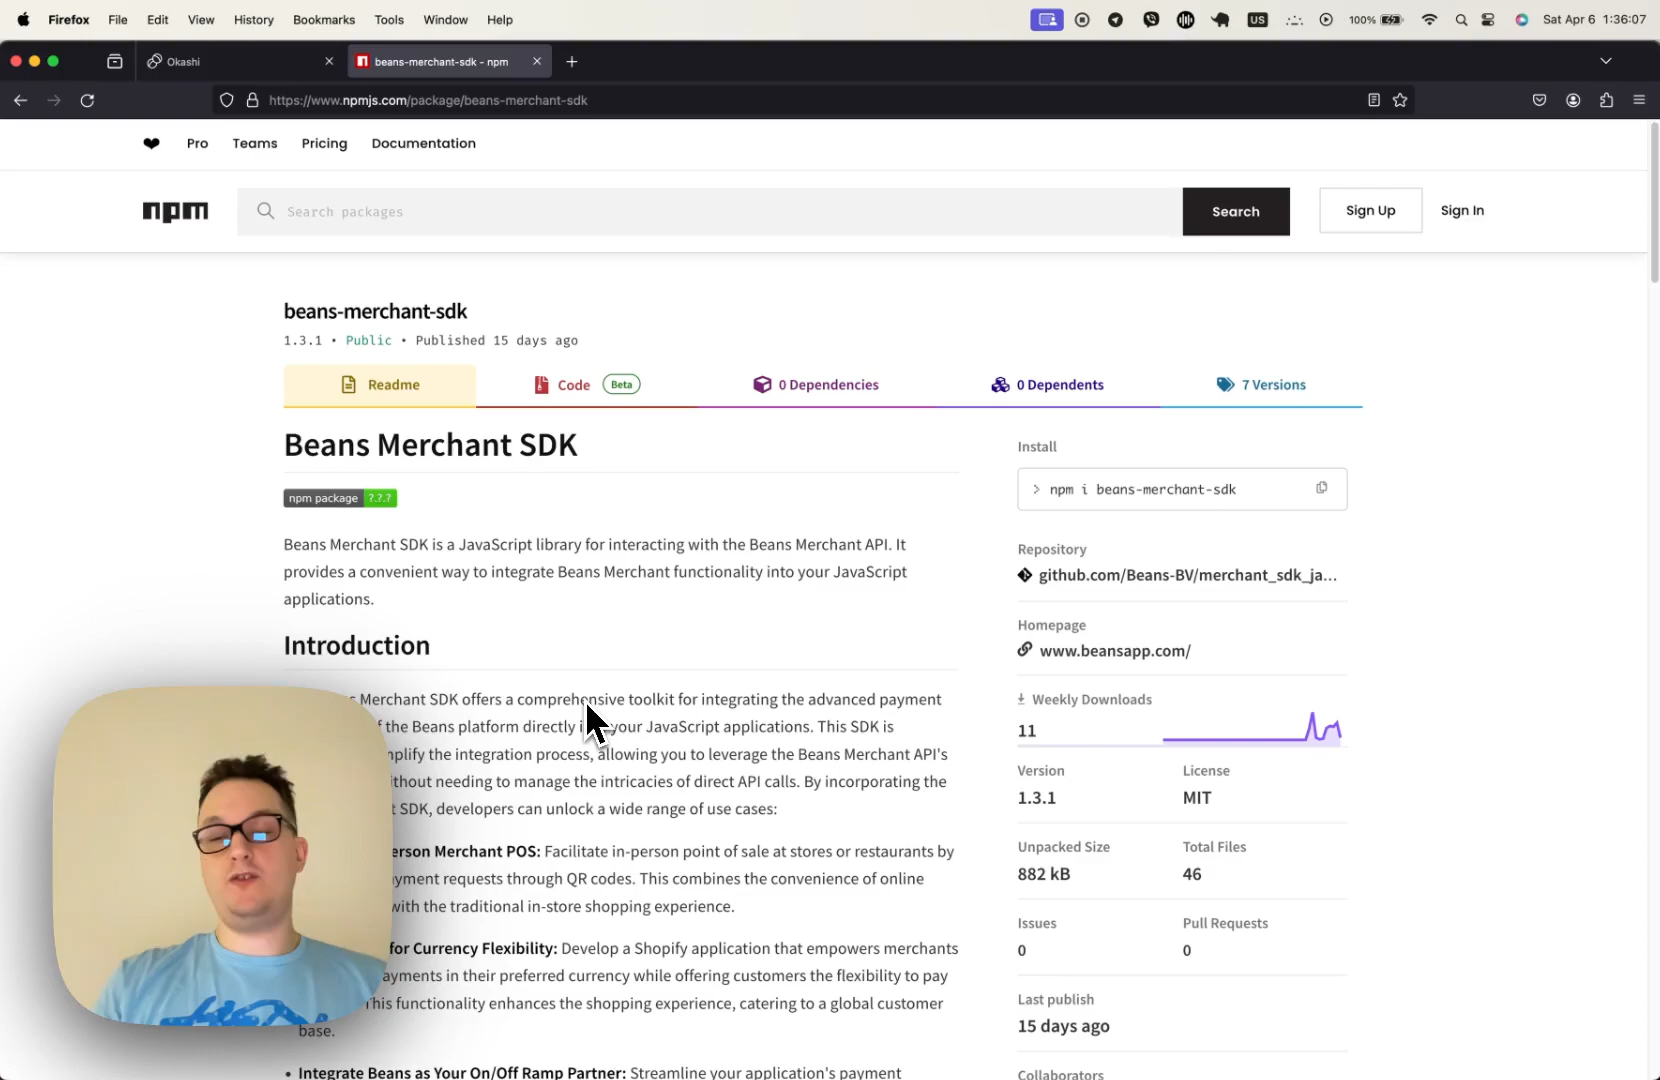 Firefox File Edit View History Bookmarks Tools Window Help US 100% Sat Apr 6 1:36:07
Okashi beans-merchant-sdk - npm
https://www.npmjs.com/package/beans-merchant-sdk
Pro Teams Pricing Documentation
npm Search packages Search Sign Up Sign In
beans-merchant-sdk
1.3.1 • Public • Published 15 days ago
Readme Code Beta 0 Dependencies 0 Dependents 7 Versions
Beans Merchant SDK
npm package ?.?.?
Beans Merchant SDK is a JavaScript library for interacting with the Beans Merchant API. It
provides a convenient way to integrate Beans Merchant functionality into your JavaScript
applications.
Introduction
Merchant SDK offers a comprehensive toolkit for integrating the advanced payment
of the Beans platform directly your JavaScript applications. This SDK is
the integration process, allowing you to leverage the Beans Merchant API's
without needing to manage the intricacies of direct API calls. By incorporating the
SDK, developers can unlock a wide range of use cases:
Merchant POS: Facilitate in-person point of sale at stores or restaurants by
requests through QR codes. This combines the convenience of online
with the traditional in-store shopping experience.
for Currency Flexibility: Develop a Shopify application that empowers merchants
in their preferred currency while offering customers the flexibility to pay
This functionality enhances the shopping experience, catering to a global customer
base.
• Integrate Beans as Your On/Off Ramp Partner: Streamline your application's payment
Install
> npm i beans-merchant-sdk
Repository
github.com/Beans-BV/merchant_sdk_ja...
Homepage
www.beansapp.com/
Weekly Downloads
11
Version License
1.3.1 MIT
Unpacked Size Total Files
882 kB 46
Issues Pull Requests
0 0
Last publish
15 days ago
Collaborators